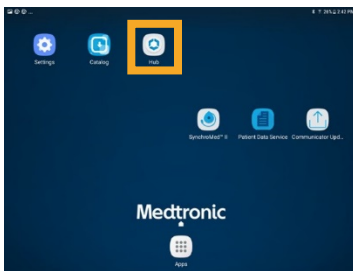 Settings
Catalog
Hub
SynchroMed™ II
Patient Data Service
Communicator Upd...
Medtronic
Apps